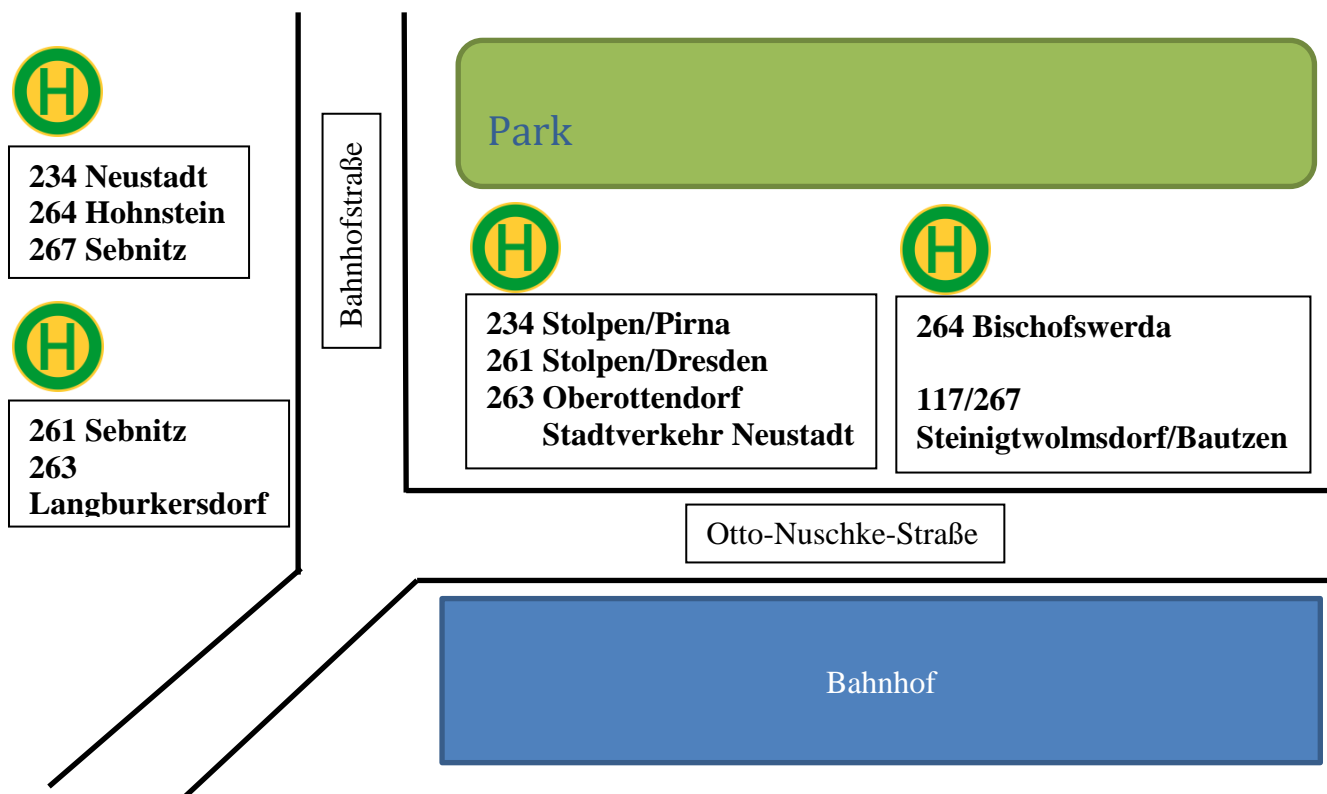 H
234 Neustadt
264 Hohnstein
267 Sebnitz
H
261 Sebnitz
263
Langburkersdorf
Bahnhofstraße
Park
H
234 Stolpen/Pirna
261 Stolpen/Dresden
263 Oberottendorf
Stadtverkehr Neustadt
H
264 Bischofswerda
117/267
Steinigtwolmsdorf/Bautzen
Otto-Nuschke-Straße
Bahnhof